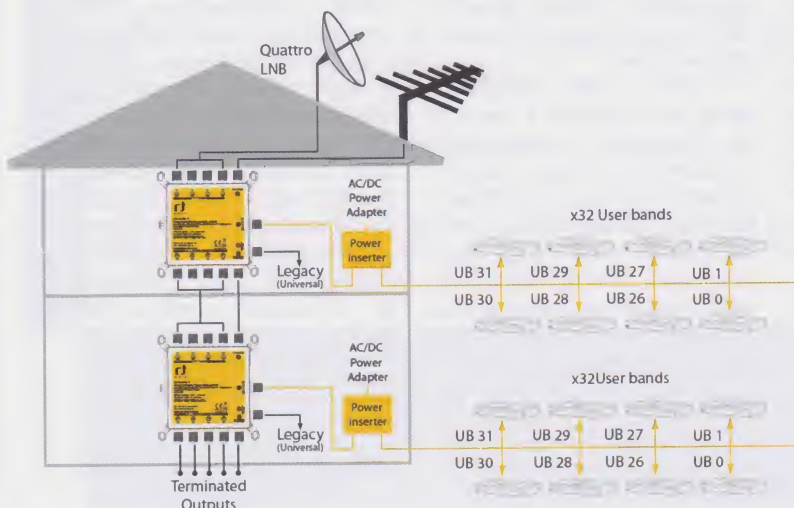 Quattro
LNB
AC/DC
Power
Adapter
Power
inserter
Legacy
(Universal)
x32 User bands
UB 31
UB 29
UB 27
UB 1
UB 30
UB 28
UB 26
UB 0
AC/DC
Power
Adapter
Power
inserter
Legacy
(Universal)
x32User bands
UB 31
UB 29
UB 27
UB 1
UB 30
UB 28
UB 26
UB 0
Terminated
Outputs